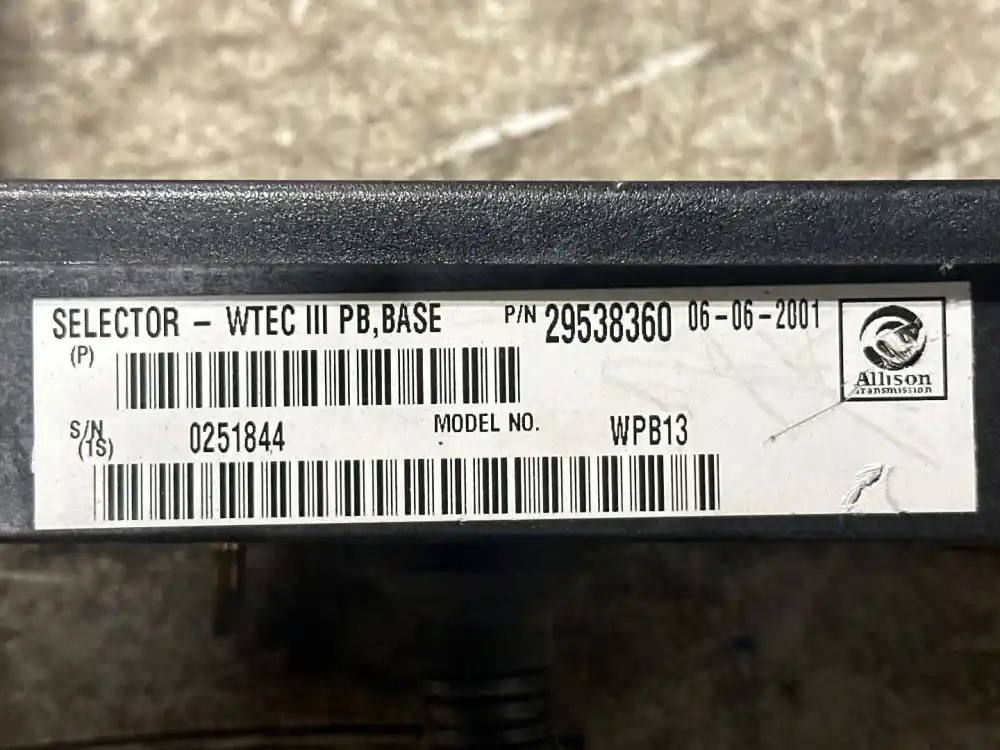 SELECTOR - WTEC III PB,BASE P/N 29538360 06-06-2001
(P)
Allison
Transmission
S/N 0251844 MODEL NO. WPB13
(1S)